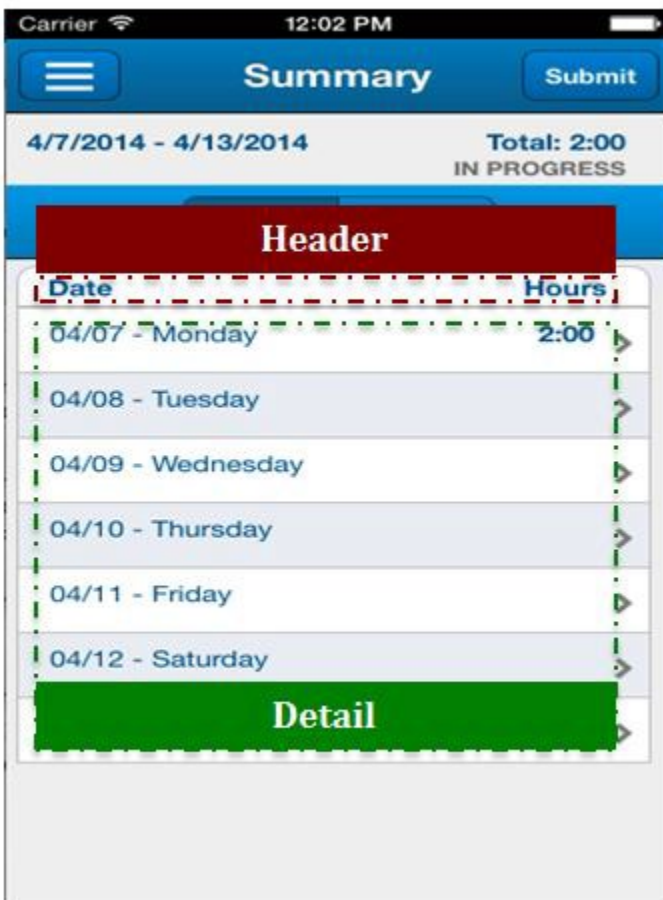 Carrier 12:02 PM
Summary Submit
4/7/2014 - 4/13/2014 Total: 2:00
IN PROGRESS
Header
Date Hours
04/07 - Monday 2:00
04/08 - Tuesday
04/09 - Wednesday
04/10 - Thursday
04/11 - Friday
04/12 - Saturday
Detail